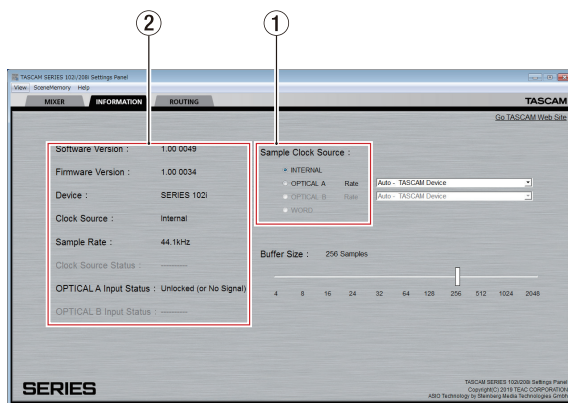 ② ①
TASCAM SERIES 102i/208i Settings Panel
View SceneMemory Help
MIXER INFORMATION ROUTING TASCAM
Go TASCAM Web Site
Software Version : 1.00 0049
Firmware Version : 1.00 0034
Device : SERIES 102i
Clock Source : Internal
Sample Rate : 44.1kHz
Clock Source Status : --------
OPTICAL A Input Status : Unlocked (or No Signal)
OPTICAL B Input Status : --------
Sample Clock Source :
INTERNAL
OPTICAL A Rate Auto - TASCAM Device
OPTICAL B Rate Auto - TASCAM Device
WORD
Buffer Size : 256 Samples
4 8 16 24 32 64 128 256 512 1024 2048
SERIES
TASCAM SERIES 102i/208i Settings Panel
Copyright(C) 2019 TEAC CORPORATION
ASIO Technology by Steinberg Media Technologies GmbH